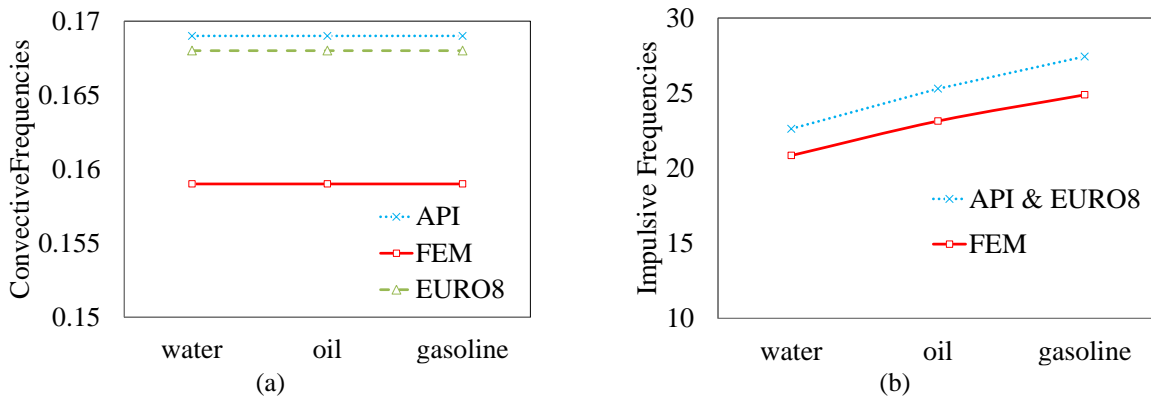 ConvectiveFrequencies
0.17
0.165
0.16
0.155
0.15
API
FEM
EURO8
water oil gasoline
(a)
Impulsive Frequencies
30
25
20
15
10
API & EURO8
FEM
water oil gasoline
(b)